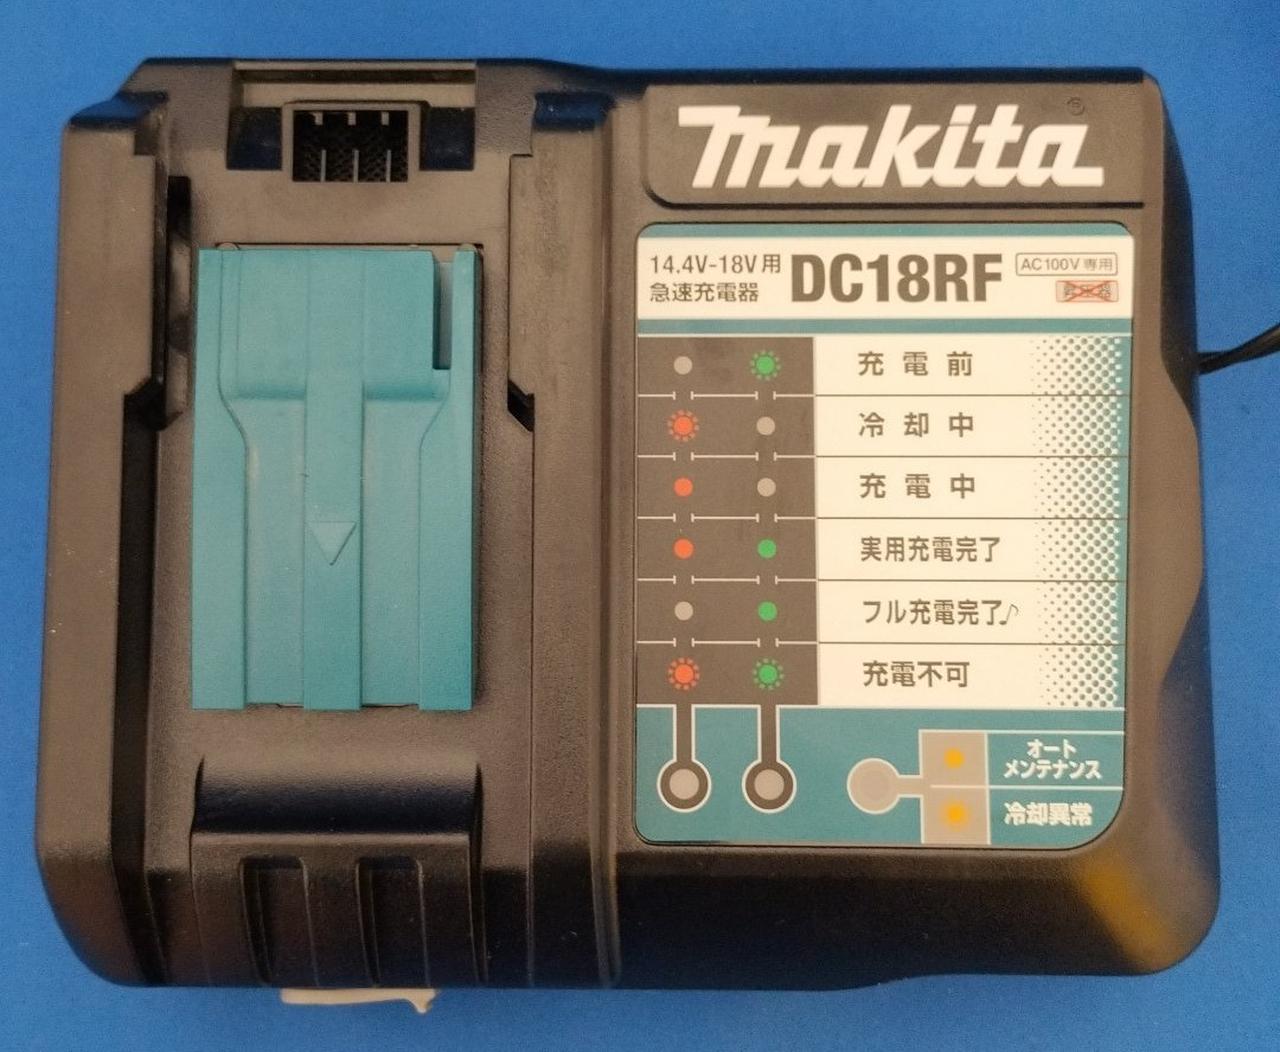 makita®
14.4V-18V用
急速充電器
DC18RF
AC100V専用
充電前
冷却中
充電中
実用充電完了
フル充電完了♪
充電不可
オート
メンテナンス
冷却異常